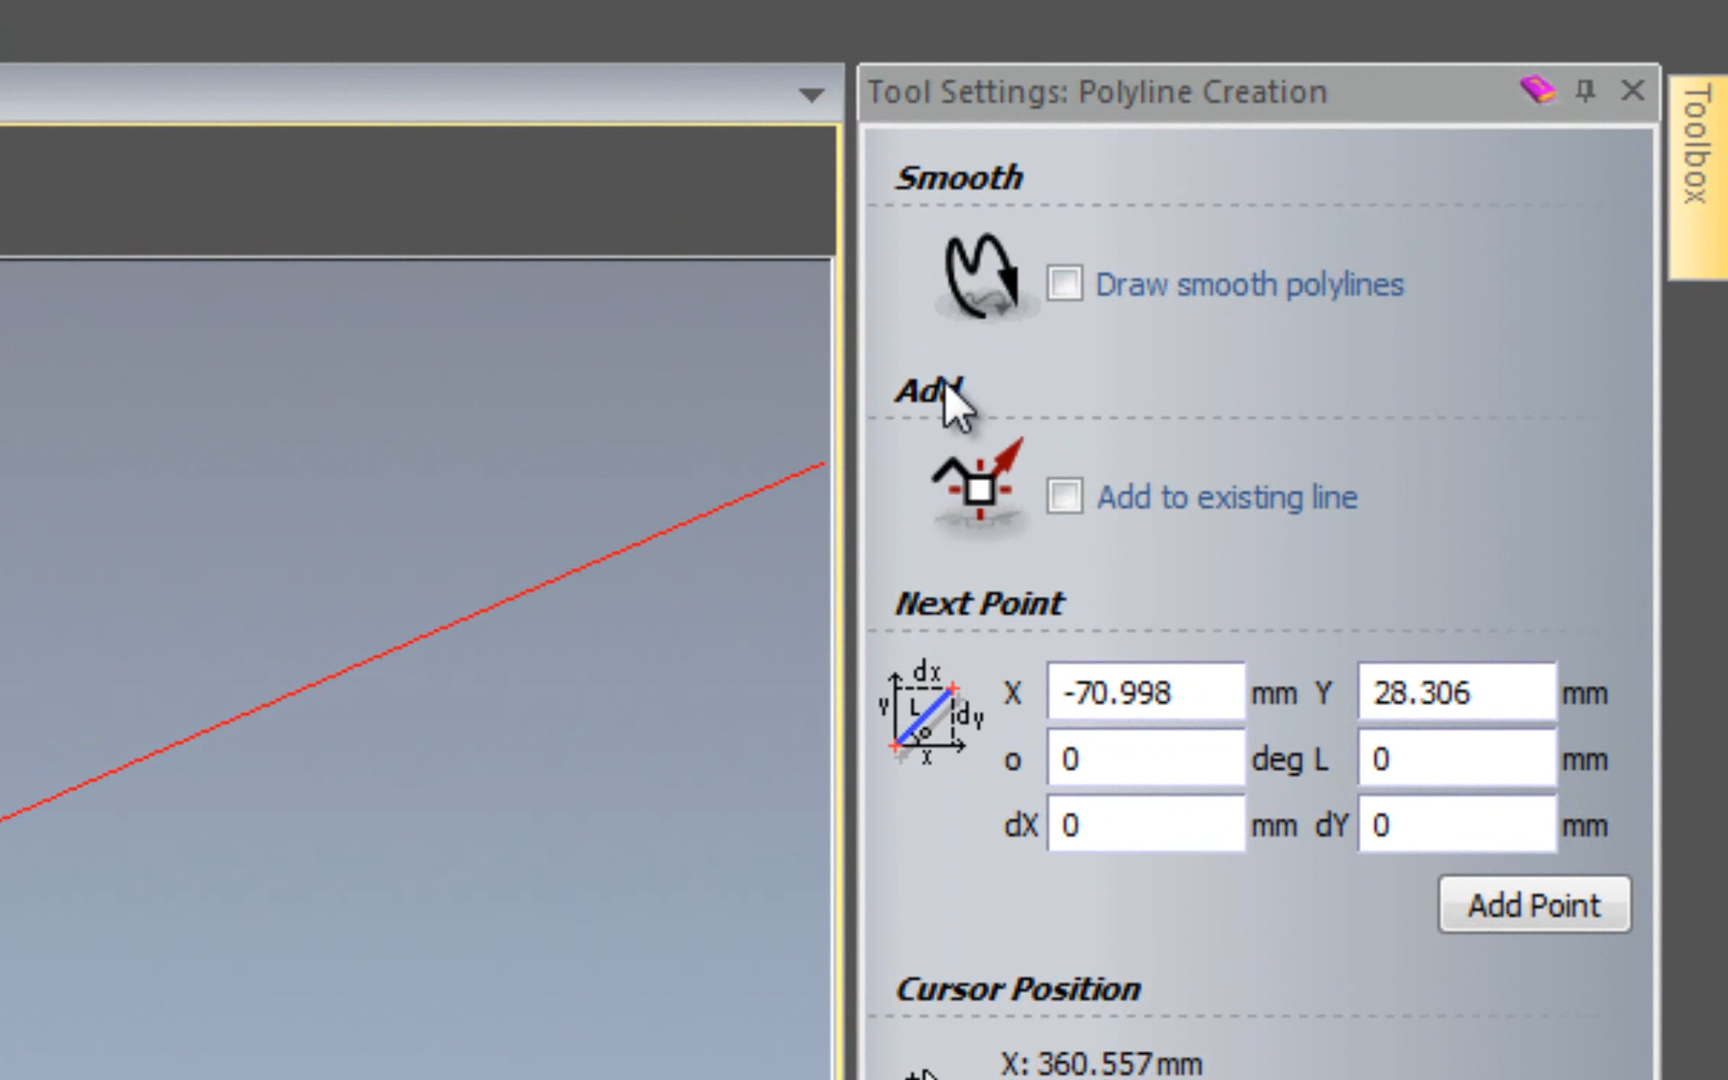 Tool Settings: Polyline Creation
Toolbox
Smooth
Draw smooth polylines
Add
Add to existing line
Next Point
dx
y L dy
o
x
X -70.998 mm Y 28.306 mm
o 0 deg L 0 mm
dX 0 mm dY 0 mm
Add Point
Cursor Position
X: 360.557mm